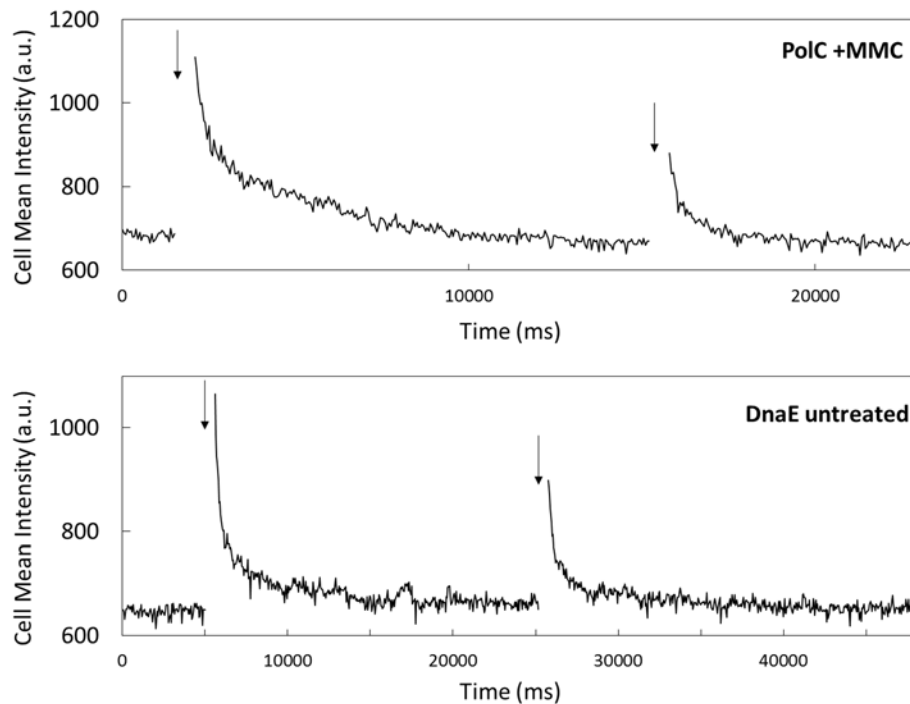 1200
PolC +MMC
1000
800
600
Cell Mean Intensity (a.u.)
0 10000 20000
Time (ms)
DnaE untreated
1000
800
600
Cell Mean Intensity (a.u.)
0 10000 20000 30000 40000
Time (ms)